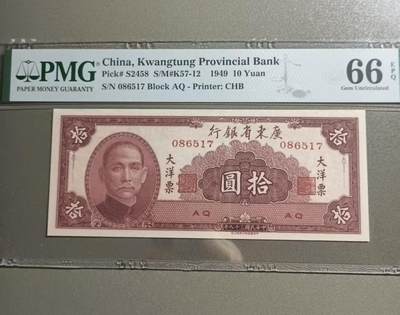 PMG
PAPER MONEY GUARANTY
China, Kwangtung Provincial Bank
Pick# S2458 S/M#K57-12 1949 10 Yuan
S/N 086517 Block AQ - Printer: CHB
66 EPQ
Gem Uncirculated
拾 行銀省東廣 拾
086517 086517
大洋票 圓拾 大洋票
AQ AQ
拾 拾